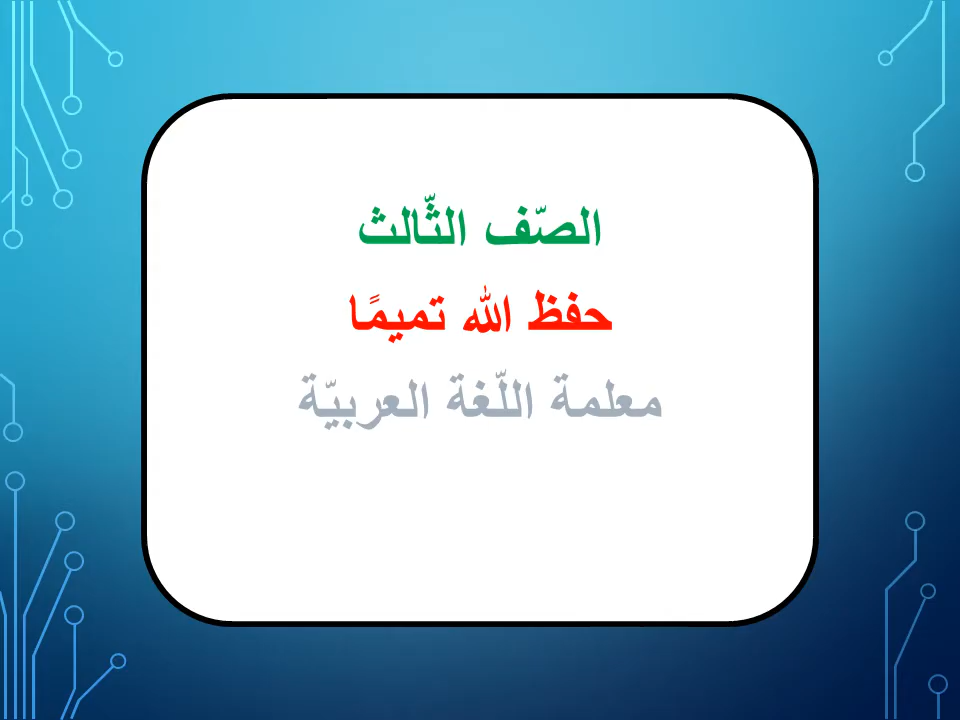 الصّف الثّالث
حفظ الله تميمًا
معلمة اللّغة العربيّة